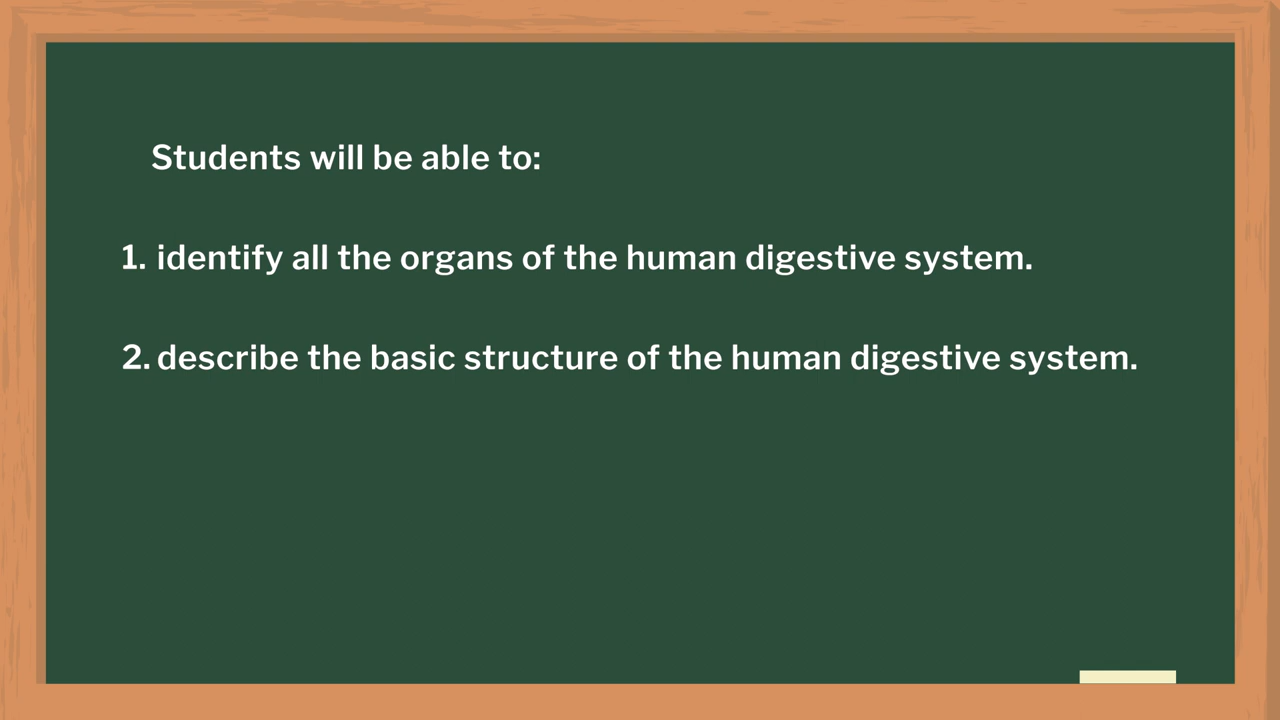 Students will be able to:
1. identify all the organs of the human digestive system.
2. describe the basic structure of the human digestive system.